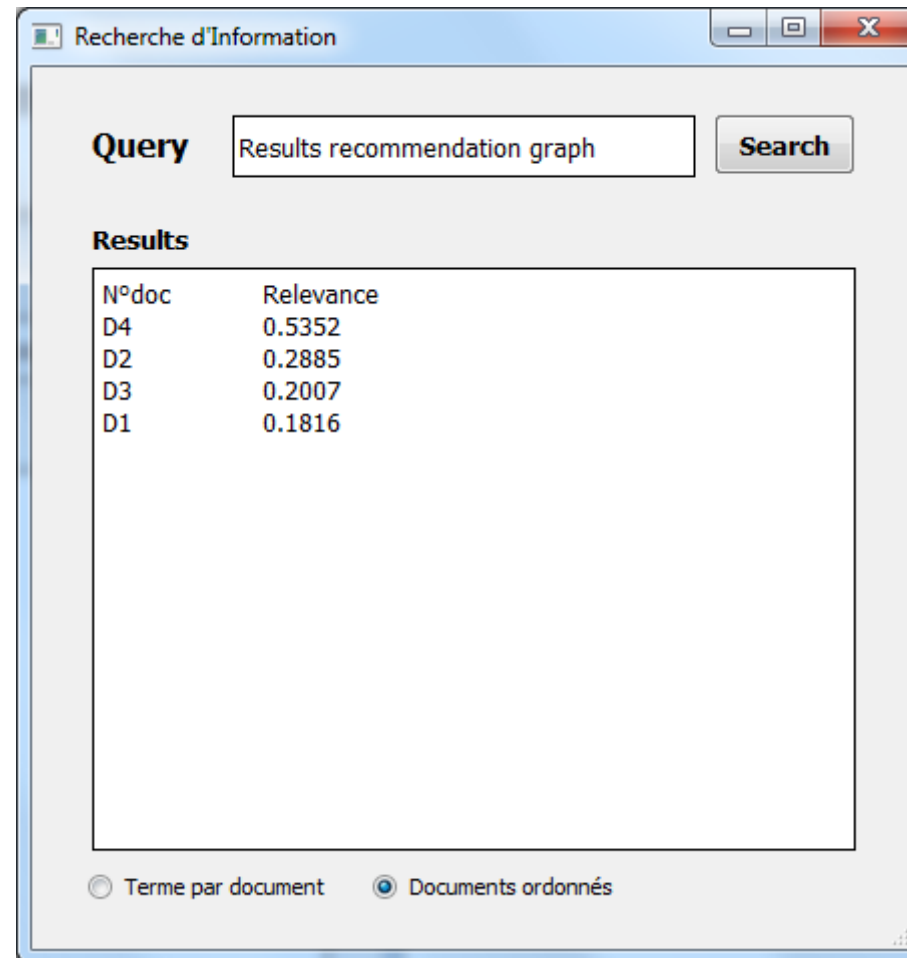 Recherche d'Information
Query Results recommendation graph Search
Results
N°doc Relevance
D4 0.5352
D2 0.2885
D3 0.2007
D1 0.1816
Terme par document Documents ordonnés